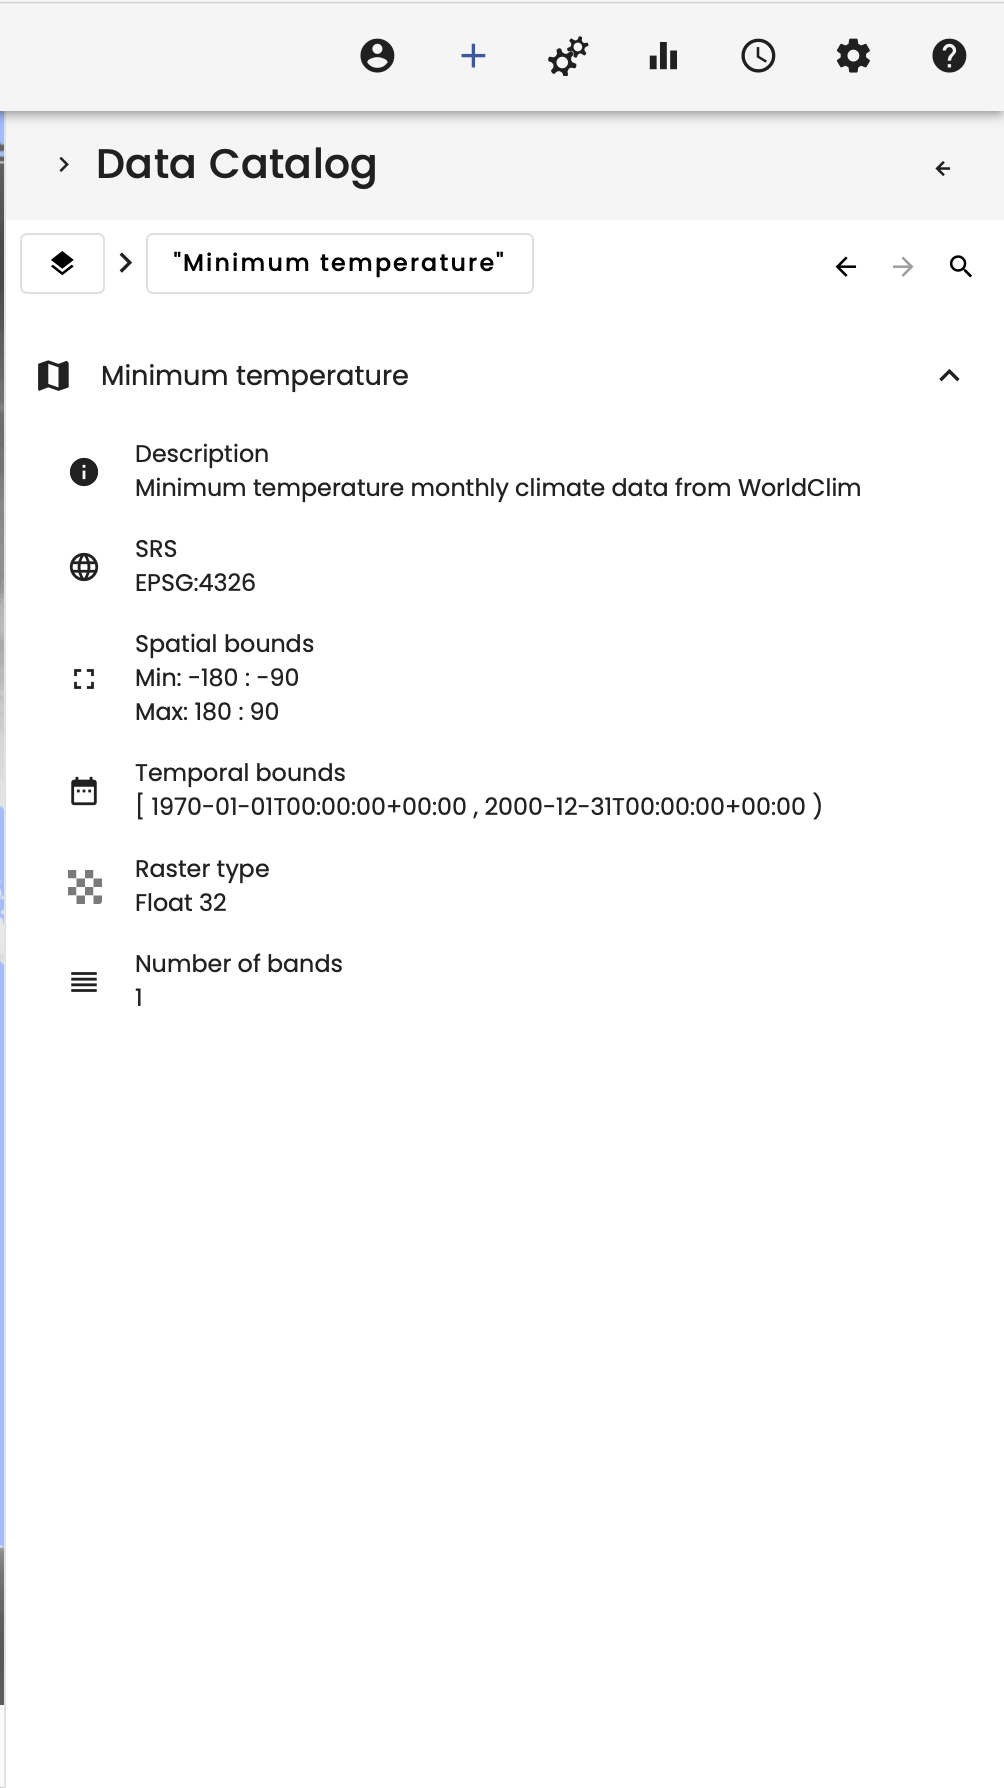 Data Catalog
"Minimum temperature"
Minimum temperature
Description
Minimum temperature monthly climate data from WorldClim
SRS
EPSG:4326
Spatial bounds
Min: -180 : -90
Max: 180 : 90
Temporal bounds
[ 1970-01-01T00:00:00+00:00 , 2000-12-31T00:00:00+00:00 )
Raster type
Float 32
Number of bands
1